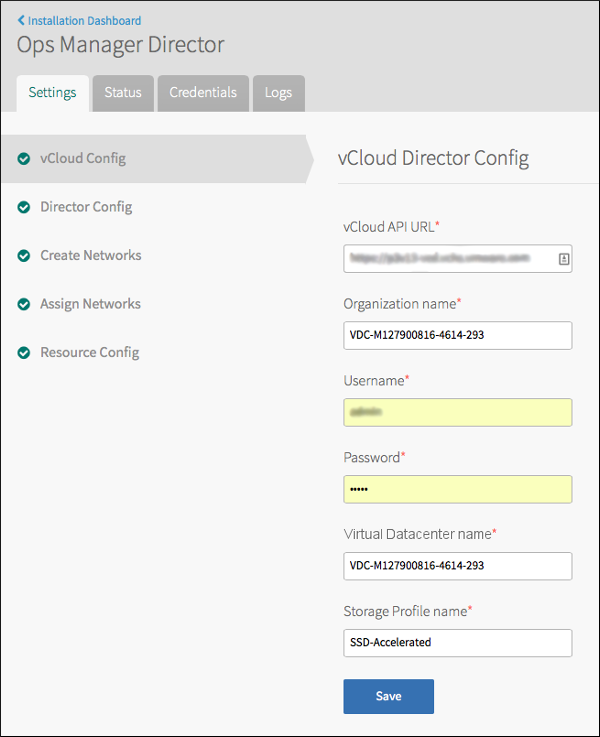 Installation Dashboard
Ops Manager Director
Settings Status Credentials Logs
vCloud Config
Director Config
Create Networks
Assign Networks
Resource Config
vCloud Director Config
vCloud API URL*
Organization name*
VDC-M127900816-4614-293
Username*
Password*
•••••
Virtual Datacenter name*
VDC-M127900816-4614-293
Storage Profile name*
SSD-Accelerated
Save